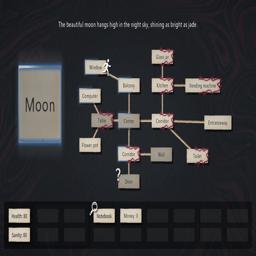 The beautiful moon hangs high in the night sky, shining as bright as jade.
Glass jar
Window
Balcony
Kitchen
Vending machine
Computer
Moon
Table
Corner
Corridor
Entranceway
Flower pot
Corridor
Wall
Toilet
Door
Health: 80
Notebook
Money: 0
Sanity: 80